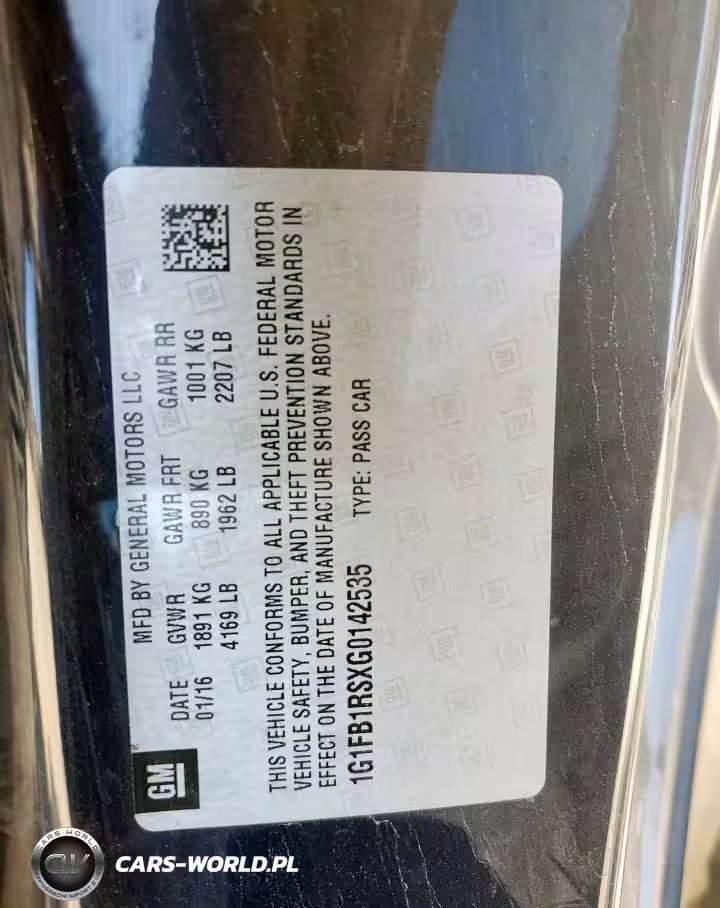 GM
MFD BY GENERAL MOTORS LLC
DATE GVWR GAWR FRT GAWR RR
01/16 1891 KG 890 KG 1001 KG
4169 LB 1962 LB 2207 LB
THIS VEHICLE CONFORMS TO ALL APPLICABLE U.S. FEDERAL MOTOR
VEHICLE SAFETY, BUMPER, AND THEFT PREVENTION STANDARDS IN
EFFECT ON THE DATE OF MANUFACTURE SHOWN ABOVE.
1G1FB1RSXG0142535 TYPE: PASS CAR
CARS-WORLD
CW
CARS-WORLD.PL